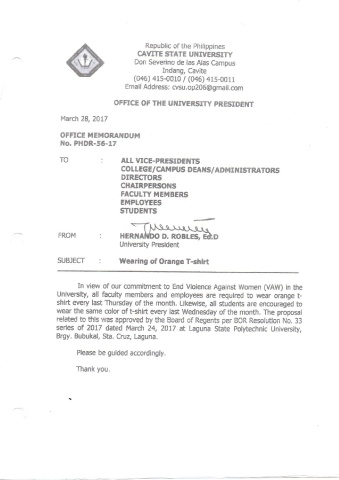 Republic of the Philippines
CAVITE STATE UNIVERSITY
Don Severino de las Alas Campus
Indang, Cavite
(046) 415-0010 / (046) 415-0011
Email Address: cvsu.op206@gmail.com
OFFICE OF THE UNIVERSITY PRESIDENT
March 28, 2017
OFFICE MEMORANDUM
No. PHDR-56-17
TO : ALL VICE-PRESIDENTS
COLLEGE/CAMPUS DEANS/ADMINISTRATORS
DIRECTORS
CHAIRPERSONS
FACULTY MEMBERS
EMPLOYEES
STUDENTS
FROM : HERNANDO D. ROBLES, Ed.D
University President
SUBJECT : Wearing of Orange T-shirt
In view of our commitment to End Violence Against Women (VAW) in the
University, all faculty members and employees are required to wear orange t-
shirt every last Thursday of the month. Likewise, all students are encouraged to
wear the same color of t-shirt every last Wednesday of the month. The proposal
related to this was approved by the Board of Regents per BOR Resolution No. 33
series of 2017 dated March 24, 2017 at Laguna State Polytechnic University,
Brgy. Bubukal, Sta. Cruz, Laguna.
Please be guided accordingly.
Thank you.